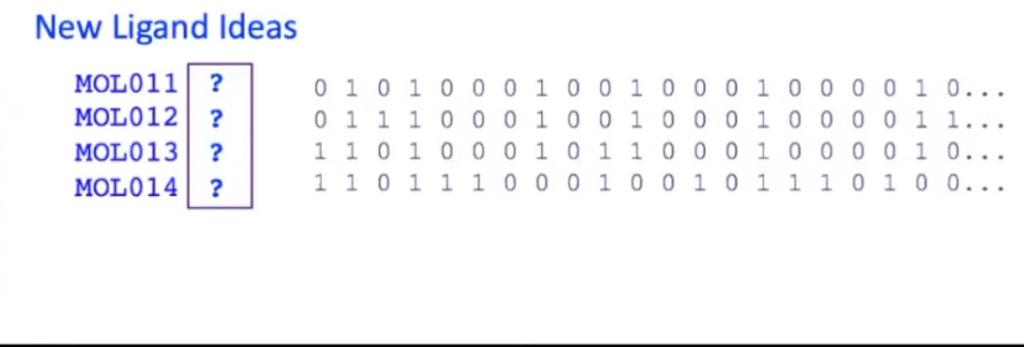 New Ligand Ideas
MOL011 ? 0 1 0 1 0 0 0 1 0 0 1 0 0 0 1 0 0 0 0 1 0...
MOL012 ? 0 1 1 1 0 0 0 1 0 0 1 0 0 0 1 0 0 0 0 1 1...
MOL013 ? 1 1 0 1 0 0 0 1 0 1 1 0 0 0 1 0 0 0 0 1 0...
MOL014 ? 1 1 0 1 1 1 0 0 0 1 0 0 1 0 1 1 1 0 1 0 0...